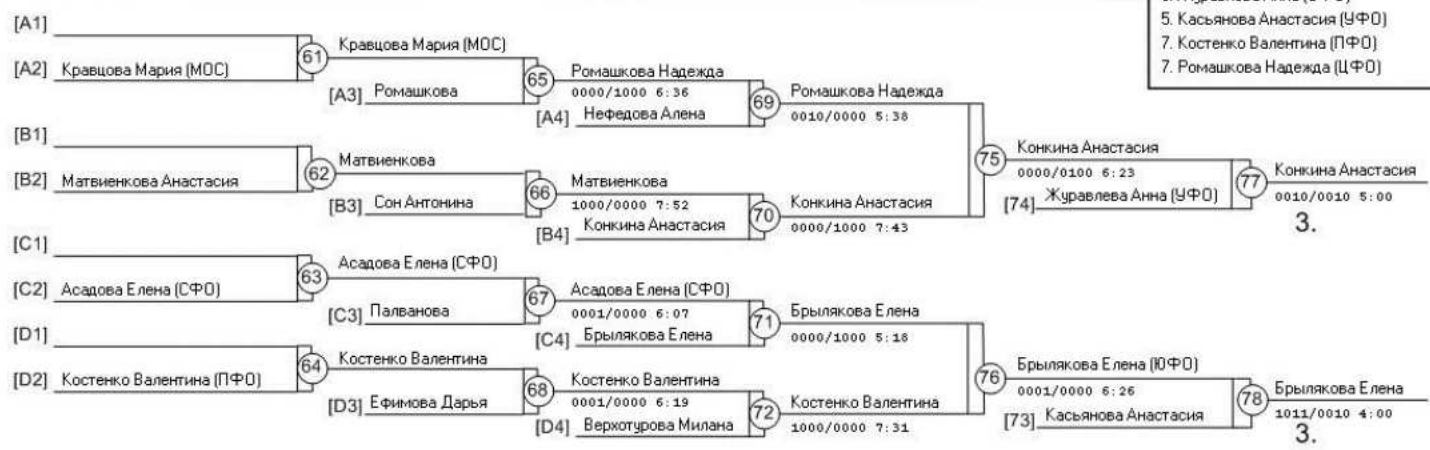 5. Касьянова Анастасия (УФО)
7. Костенко Валентина (ПФО)
7. Ромашкова Надежда (ЦФО)
[A1]
[A2] Кравцова Мария (МОС)
61
Кравцова Мария (МОС)
[A3] Ромашкова
65
Ромашкова Надежда
0000/1000 6:36
[A4] Нефедова Алена
69
Ромашкова Надежда
0010/0000 5:38
[B1]
[B2] Матвиенкова Анастасия
62
Матвиенкова
[B3] Сон Антонина
66
Матвиенкова
1000/0000 7:52
[B4] Конкина Анастасия
70
Конкина Анастасия
0000/1000 7:43
75
Конкина Анастасия
0000/0100 6:23
[74] Журавлева Анна (УФО)
77
Конкина Анастасия
0010/0010 5:00
3.
[C1]
[C2] Асадова Елена (СФО)
63
Асадова Елена (СФО)
[C3] Палванова
67
Асадова Елена (СФО)
0001/0000 6:07
[C4] Брылякова Елена
71
Брылякова Елена
0000/1000 5:18
[D1]
[D2] Костенко Валентина (ПФО)
64
Костенко Валентина
[D3] Ефимова Дарья
68
Костенко Валентина
0001/0000 6:19
[D4] Верхотурова Милана
72
Костенко Валентина
1000/0000 7:31
76
Брылякова Елена (ЮФО)
0001/0000 6:26
[73] Касьянова Анастасия
78
Брылякова Елена
1011/0010 4:00
3.